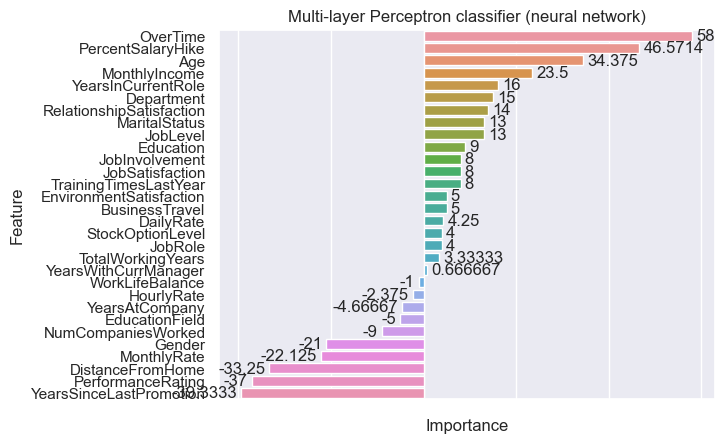 Multi-layer Perceptron classifier (neural network)
OverTime 58
PercentSalaryHike 46.5714
Age 34.375
MonthlyIncome 23.5
YearsInCurrentRole 16
Department 15
RelationshipSatisfaction 14
MaritalStatus 13
JobLevel 13
Education 9
JobInvolvement 8
JobSatisfaction 8
TrainingTimesLastYear 8
EnvironmentSatisfaction 5
BusinessTravel 5
DailyRate 4.25
StockOptionLevel 4
JobRole 4
TotalWorkingYears 3.33333
YearsWithCurrManager 0.666667
WorkLifeBalance -1
HourlyRate -2.375
YearsAtCompany -4.66667
EducationField -5
NumCompaniesWorked -9
Gender -21
MonthlyRate -22.125
DistanceFromHome -33.25
PerformanceRating -37
YearsSinceLastPromotion -39.3333
Feature
Importance